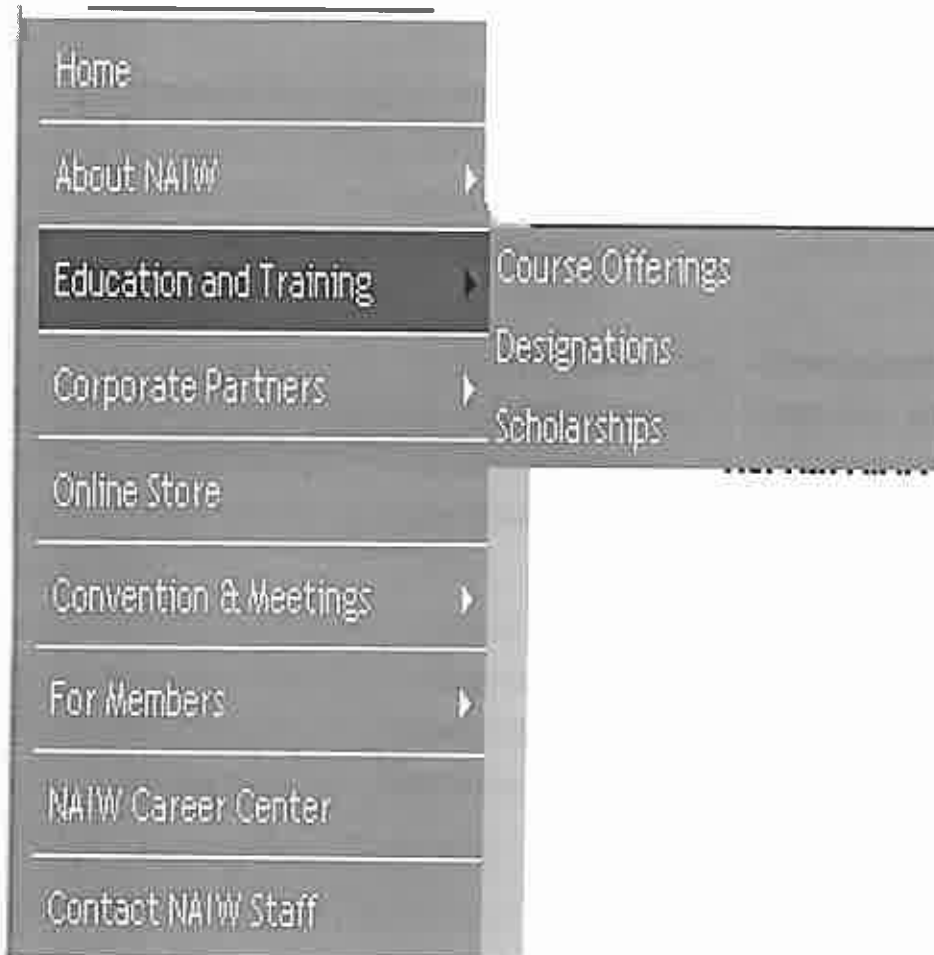 Home
About NAIW
Education and Training
Course Offerings
Designations
Scholarships
Corporate Partners
Online Store
Convention & Meetings
For Members
NAIW Career Center
Contact NAIW Staff